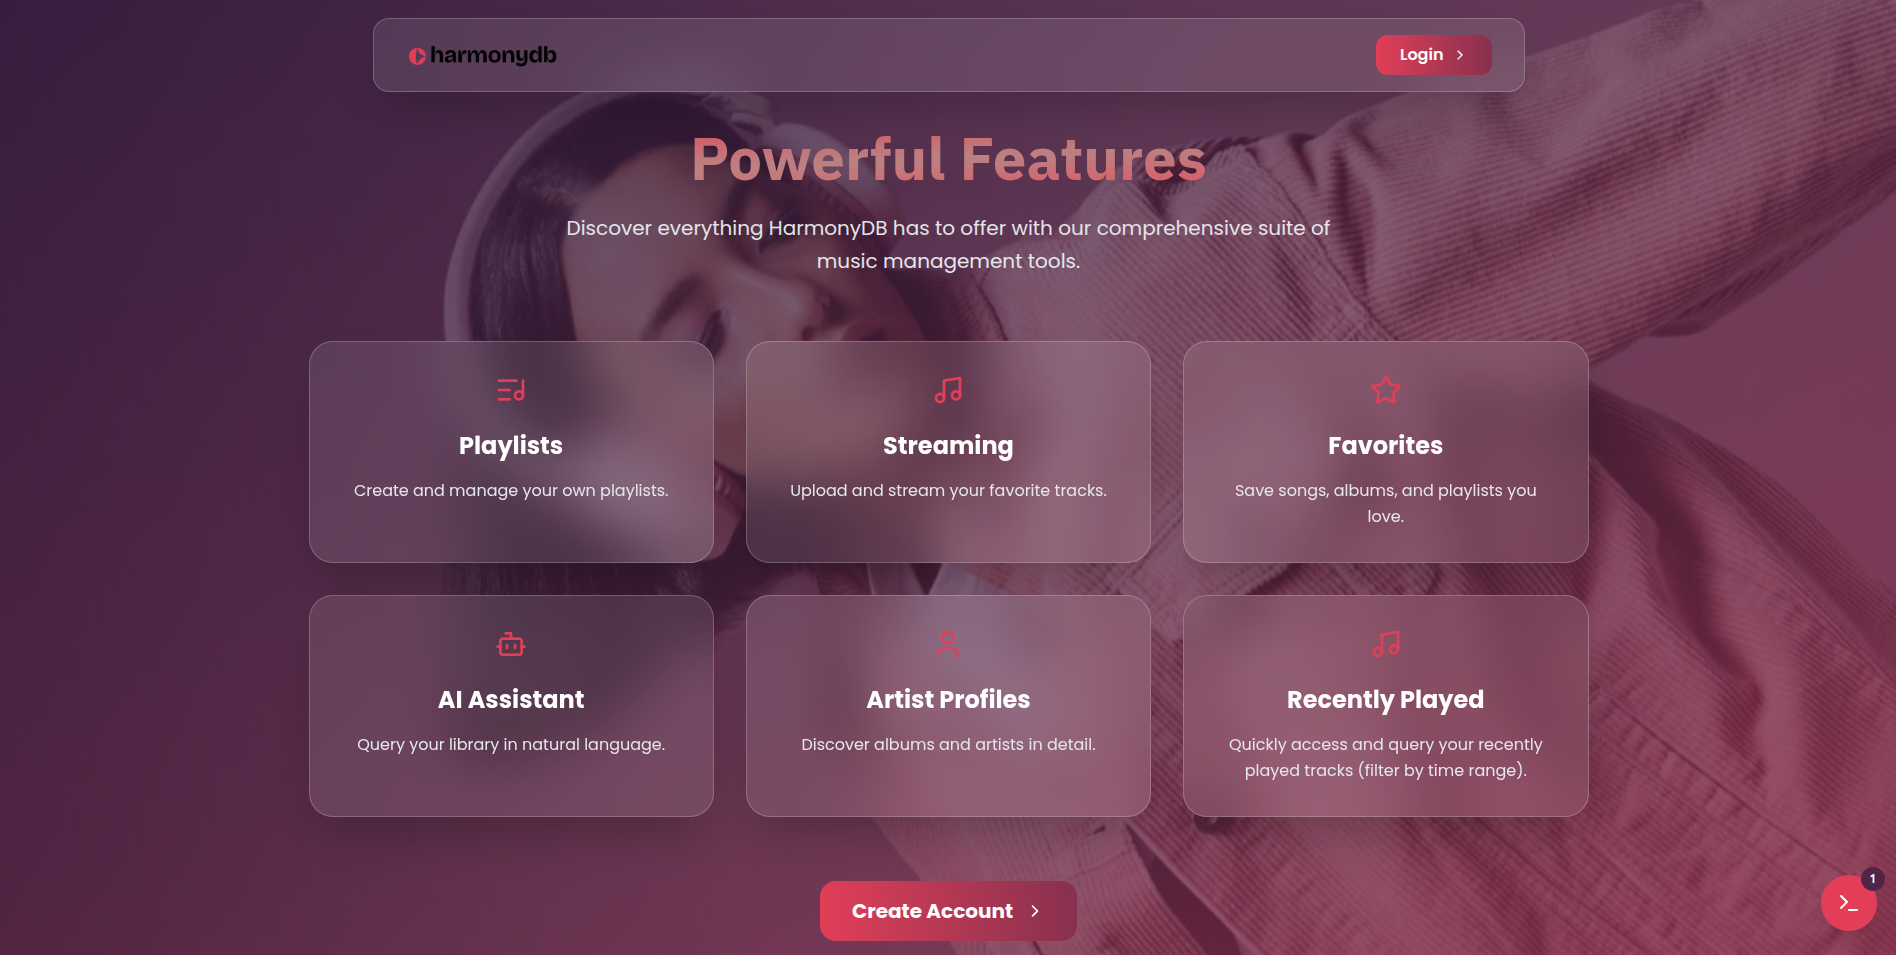 harmonydb
Login
Powerful Features
Discover everything HarmonyDB has to offer with our comprehensive suite of
music management tools.
Playlists
Create and manage your own playlists.
Streaming
Upload and stream your favorite tracks.
Favorites
Save songs, albums, and playlists you
love.
AI Assistant
Query your library in natural language.
Artist Profiles
Discover albums and artists in detail.
Recently Played
Quickly access and query your recently
played tracks (filter by time range).
Create Account
1